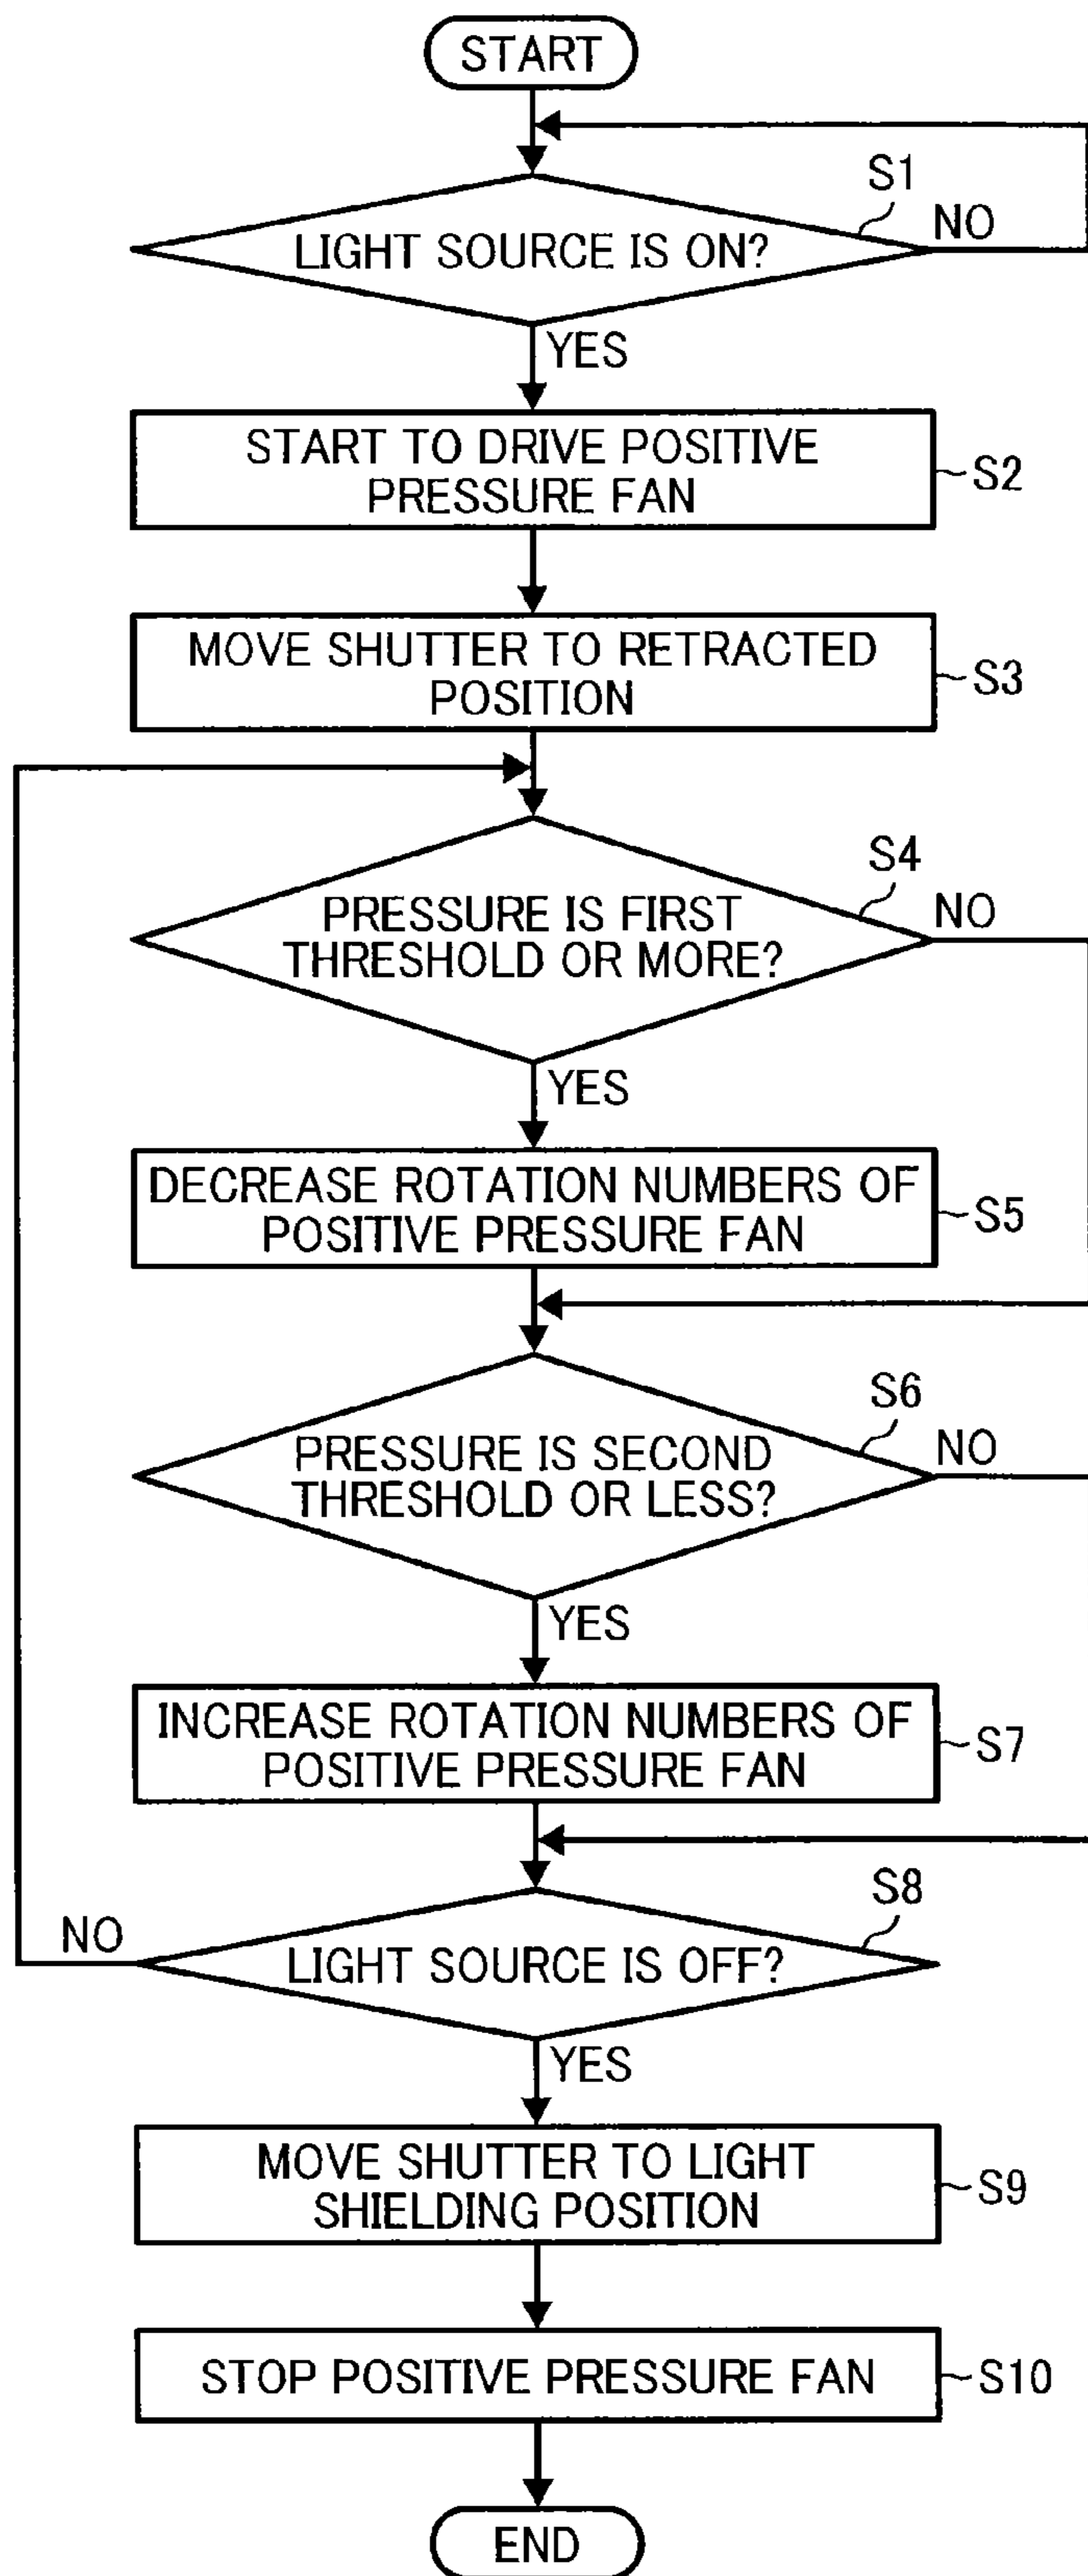 START
S1
LIGHT SOURCE IS ON?
NO
YES
START TO DRIVE POSITIVE
PRESSURE FAN
S2
MOVE SHUTTER TO RETRACTED
POSITION
S3
S4
PRESSURE IS FIRST
THRESHOLD OR MORE?
NO
YES
DECREASE ROTATION NUMBERS OF
POSITIVE PRESSURE FAN
S5
S6
PRESSURE IS SECOND
THRESHOLD OR LESS?
NO
YES
INCREASE ROTATION NUMBERS OF
POSITIVE PRESSURE FAN
S7
S8
NO
LIGHT SOURCE IS OFF?
YES
MOVE SHUTTER TO LIGHT
SHIELDING POSITION
S9
STOP POSITIVE PRESSURE FAN
S10
END